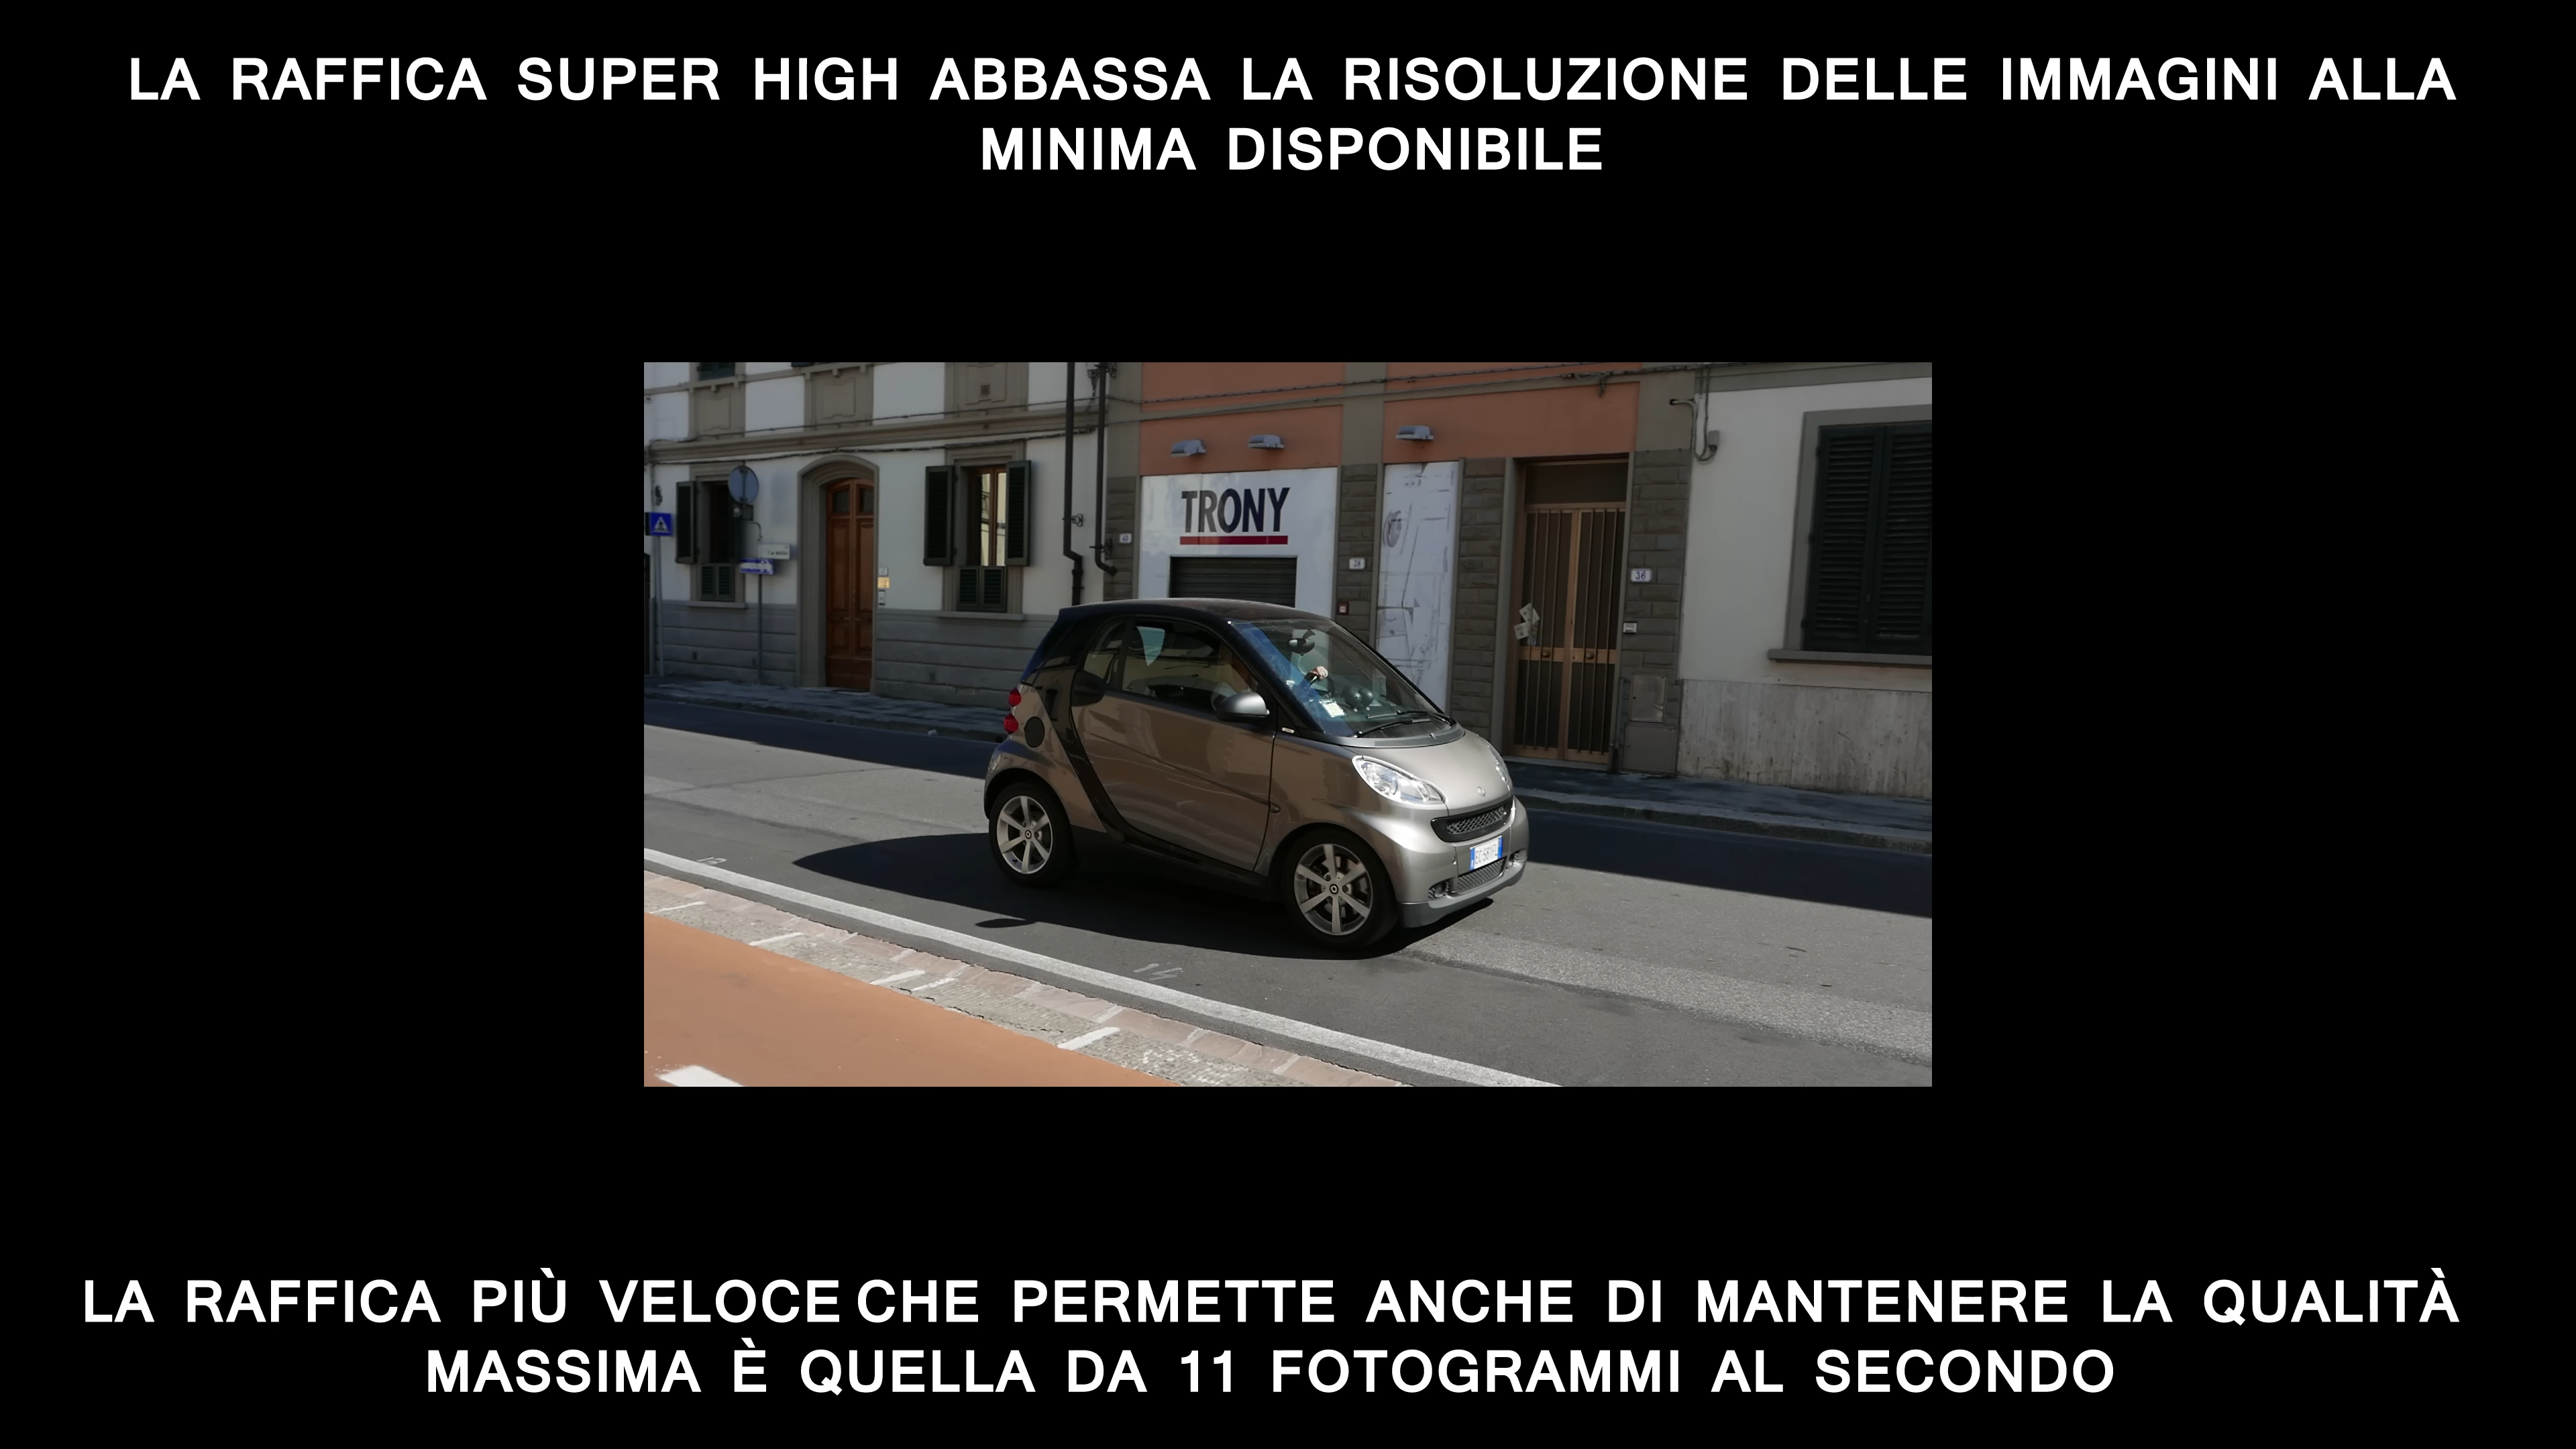 LA RAFFICA SUPER HIGH ABBASSA LA RISOLUZIONE DELLE IMMAGINI ALLA
MINIMA DISPONIBILE
TRONY
36
LA RAFFICA PIÙ VELOCE CHE PERMETTE ANCHE DI MANTENERE LA QUALITÀ
MASSIMA È QUELLA DA 11 FOTOGRAMMI AL SECONDO